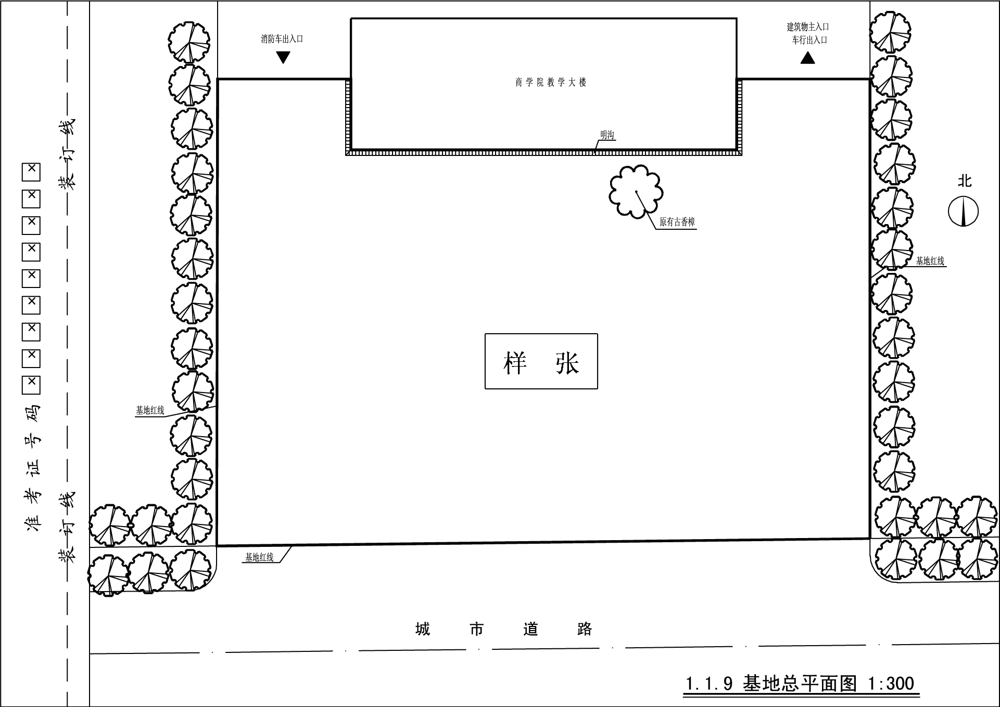 消防车出入口
建筑物主入口
车行出入口
商学院教学大楼
明沟
原有古香樟
北
基地红线
样 张
基地红线
基地红线
城 市 道 路
1.1.9 基地总平面图 1:300
准考证号码
装订线
装订线